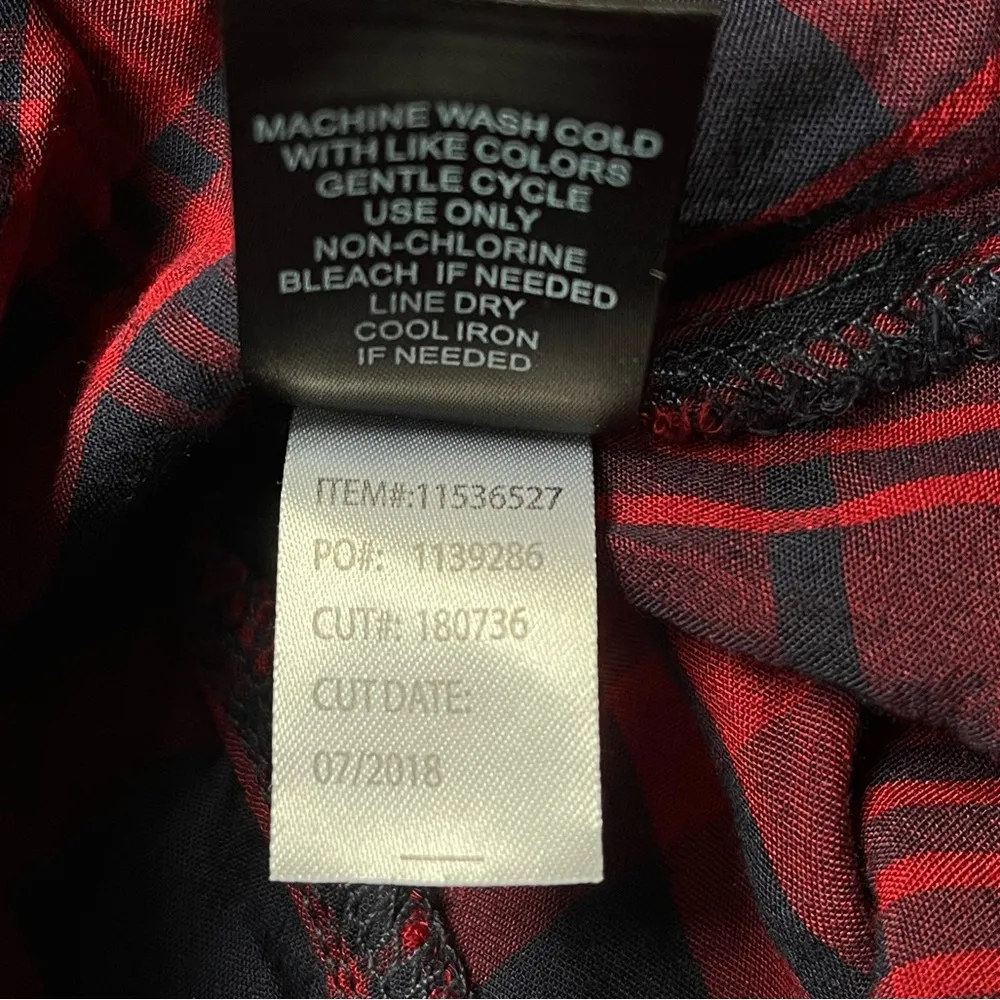 MACHINE WASH COLD
WITH LIKE COLORS
GENTLE CYCLE
USE ONLY
NON-CHLORINE
BLEACH IF NEEDED
LINE DRY
COOL IRON
IF NEEDED
ITEM#:11536527
PO#: 1139286
CUT#: 180736
CUT DATE:
07/2018